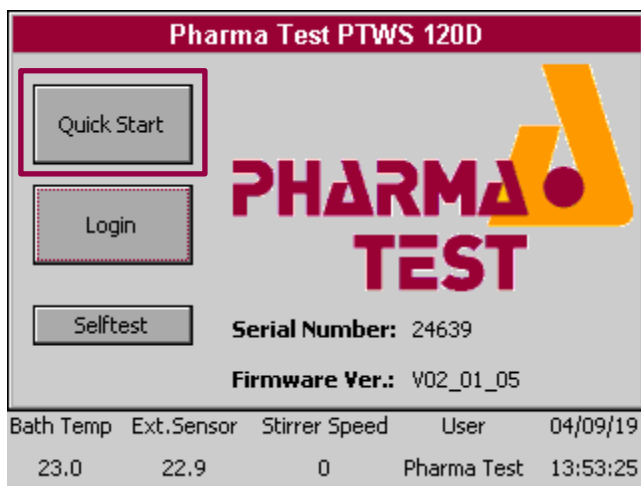 Pharma Test PTWS 120D
Quick Start
Login
Selftest
PHARMA
TEST
Serial Number: 24639
Firmware Ver.: V02_01_05
Bath Temp Ext.Sensor Stirrer Speed User 04/09/19
23.0 22.9 0 Pharma Test 13:53:25